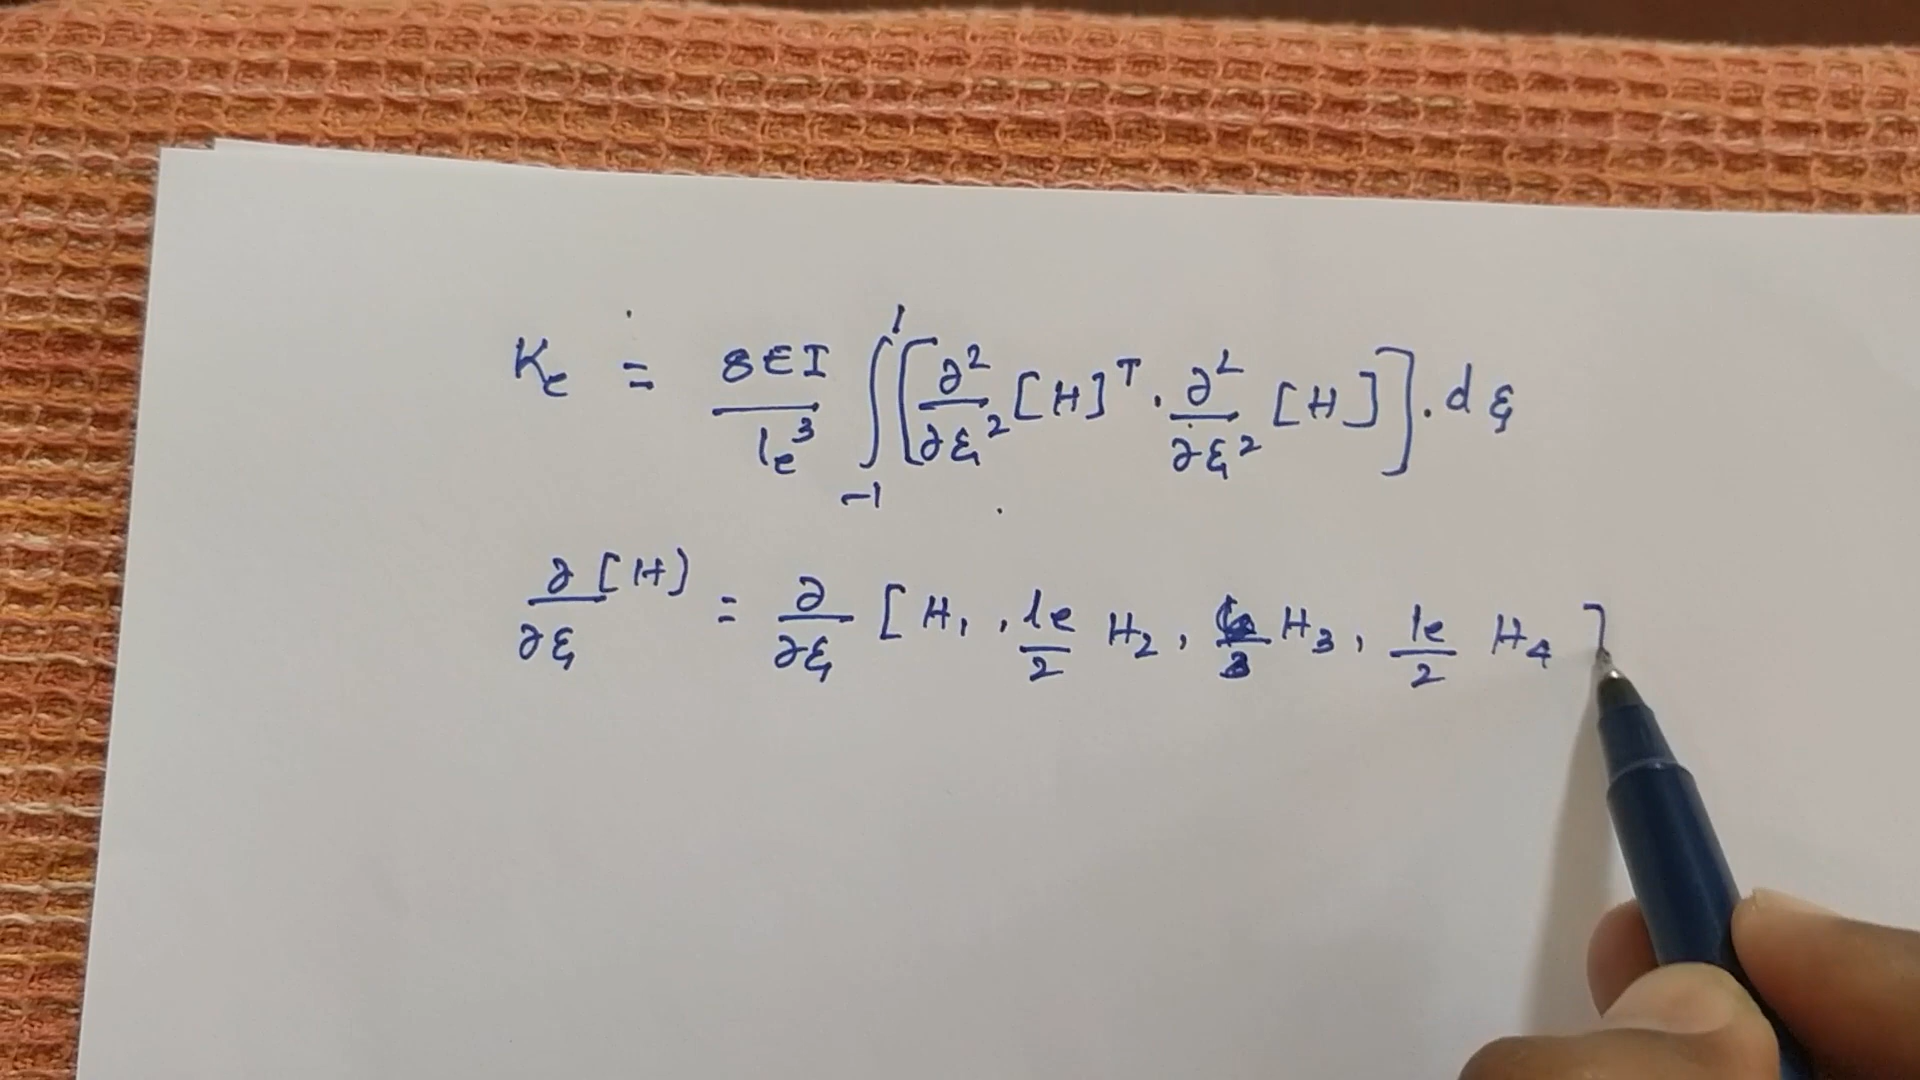 Ke = 8EI/le³ ∫₋₁¹ [∂²/∂ξ² [H]ᵀ · ∂²/∂ξ² [H]] . dξ
∂[H]/∂ξ = ∂/∂ξ [H₁, le/2 H₂, H₃, le/2 H₄]